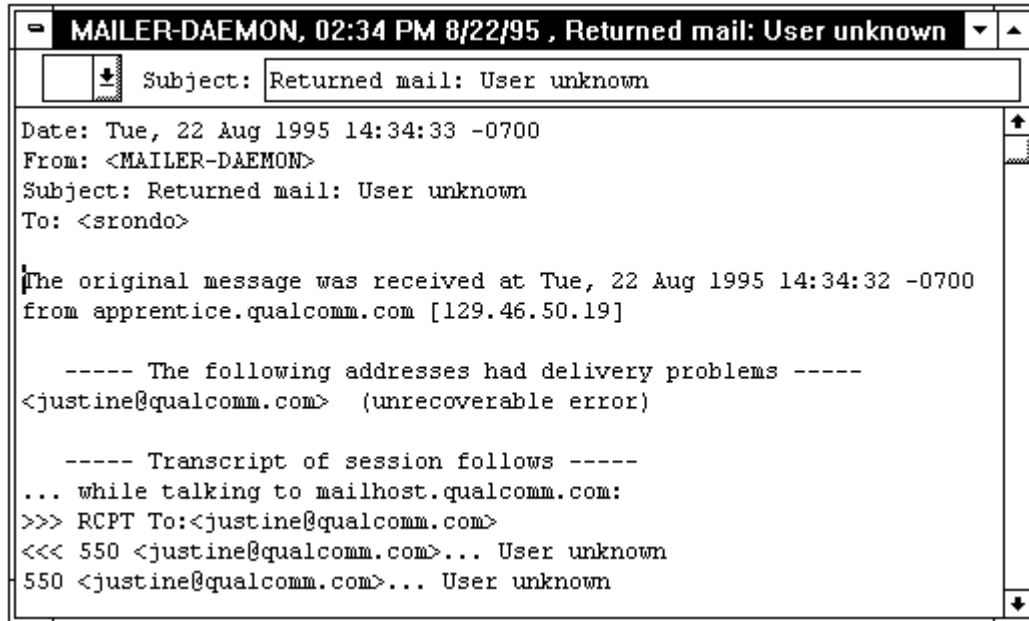 MAILER-DAEMON, 02:34 PM 8/22/95 , Returned mail: User unknown
Subject: Returned mail: User unknown
Date: Tue, 22 Aug 1995 14:34:33 -0700
From: <MAILER-DAEMON>
Subject: Returned mail: User unknown
To: <srondo>
The original message was received at Tue, 22 Aug 1995 14:34:32 -0700
from apprentice.qualcomm.com [129.46.50.19]
----- The following addresses had delivery problems -----
<justine@qualcomm.com>  (unrecoverable error)
----- Transcript of session follows -----
... while talking to mailhost.qualcomm.com:
>>> RCPT To:<justine@qualcomm.com>
<<< 550 <justine@qualcomm.com>... User unknown
550 <justine@qualcomm.com>... User unknown